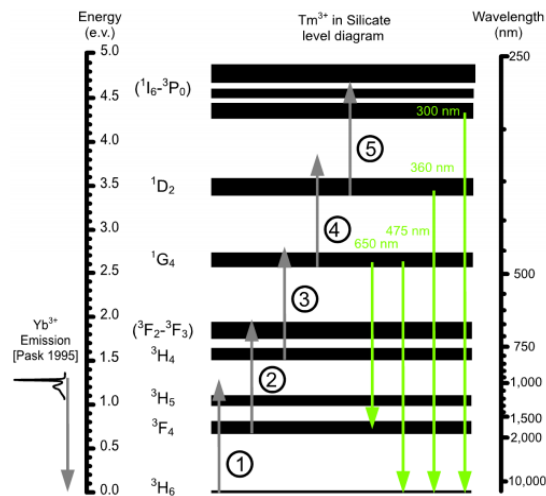 Energy
(e.v.)
Tm³⁺ in Silicate
level diagram
Wavelength
(nm)
5.0
4.5
4.0
3.5
3.0
2.5
2.0
1.5
1.0
0.5
0.0
(¹I₆-³P₀)
¹D₂
¹G₄
(³F₂-³F₃)
³H₄
³H₅
³F₄
³H₆
Yb³⁺
Emission
[Pask 1995]
1
2
3
4
5
300 nm
360 nm
475 nm
650 nm
250
500
750
1,000
1,500
2,000
10,000